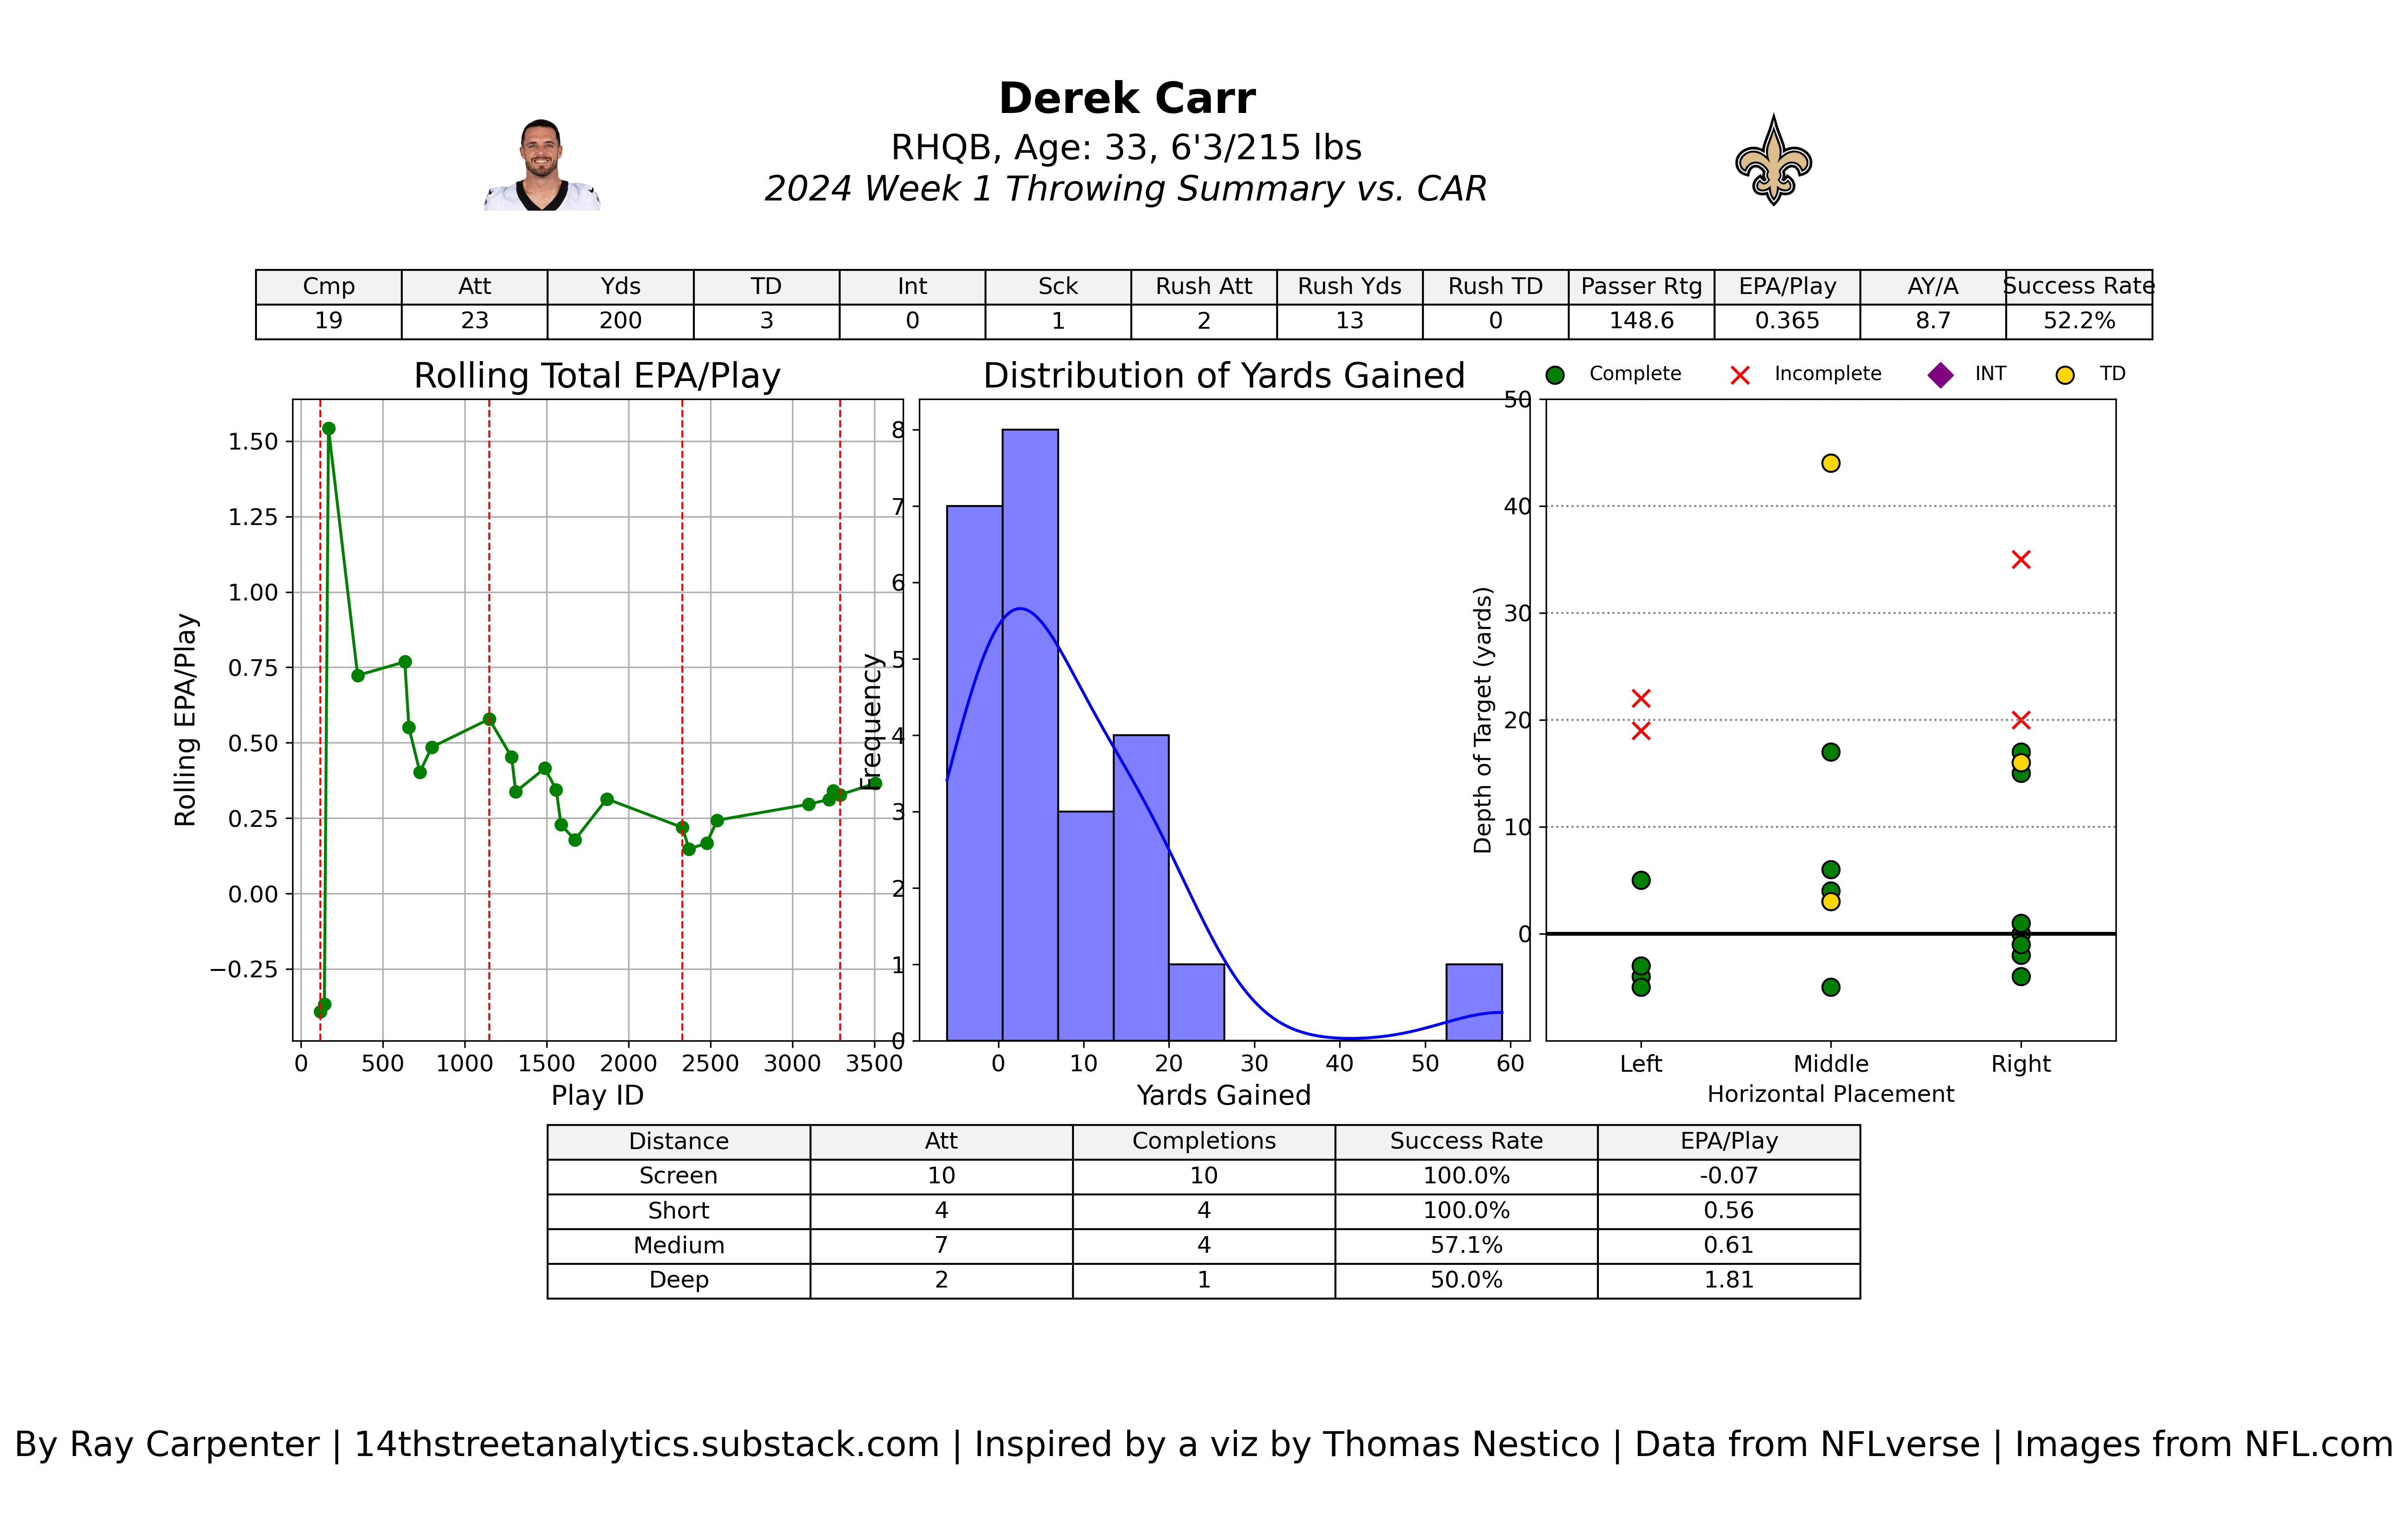 Derek Carr
RHQB, Age: 33, 6'3/215 lbs
2024 Week 1 Throwing Summary vs. CAR
Cmp Att Yds TD Int Sck Rush Att Rush Yds Rush TD Passer Rtg EPA/Play AY/A Success Rate
19 23 200 3 0 1 2 13 0 148.6 0.365 8.7 52.2%
Rolling Total EPA/Play
1.50
1.25
1.00
0.75
0.50
0.25
0.00
−0.25
Rolling EPA/Play
0 500 1000 1500 2000 2500 3000 3500
Play ID
Distribution of Yards Gained
8
7
6
5
4
3
2
1
0
Frequency
0 10 20 30 40 50 60
Yards Gained
Complete Incomplete INT TD
50
40
30
20
10
0
Depth of Target (yards)
Left Middle Right
Horizontal Placement
Distance Att Completions Success Rate EPA/Play
Screen 10 10 100.0% -0.07
Short 4 4 100.0% 0.56
Medium 7 4 57.1% 0.61
Deep 2 1 50.0% 1.81
By Ray Carpenter | 14thstreetanalytics.substack.com | Inspired by a viz by Thomas Nestico | Data from NFLverse | Images from NFL.com